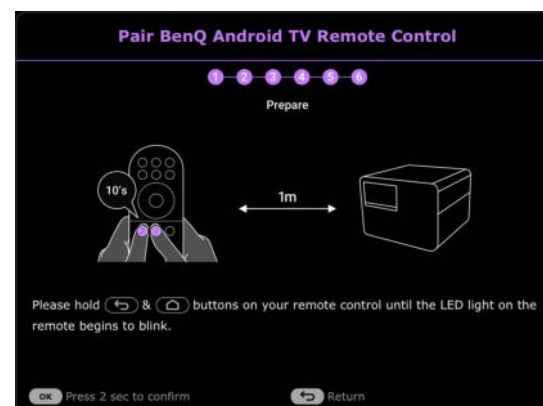 Pair BenQ Android TV Remote Control
1 2 3 4 5 6
Prepare
10's
1m
Please hold & buttons on your remote control until the LED light on the
remote begins to blink.
OK Press 2 sec to confirm Return